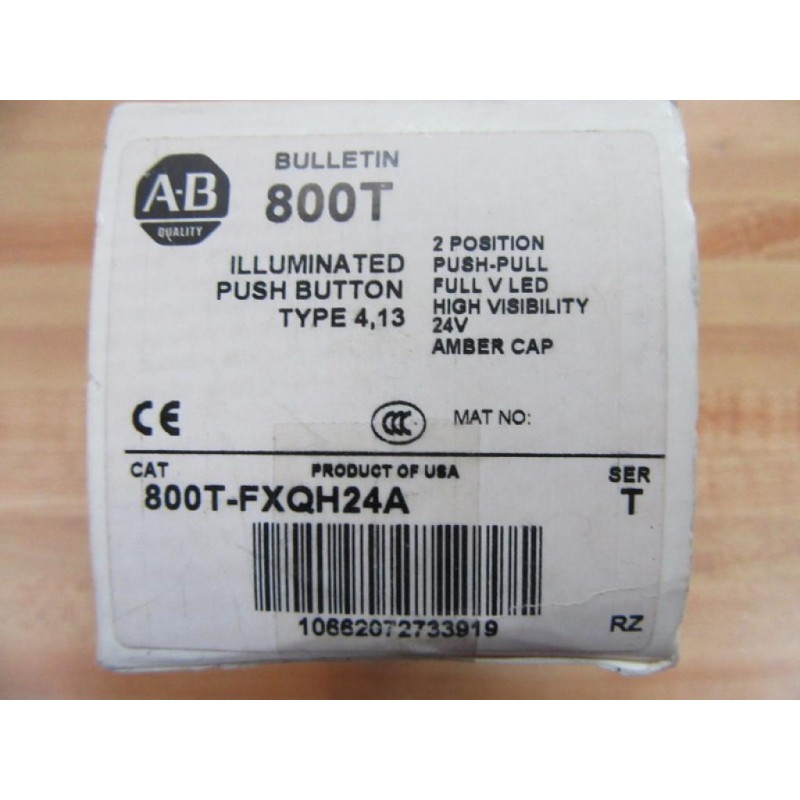 A-B
QUALITY
BULLETIN
800T
ILLUMINATED
PUSH BUTTON
TYPE 4,13
2 POSITION
PUSH-PULL
FULL V LED
HIGH VISIBILITY
24V
AMBER CAP
CE
CCC
MAT NO:
CAT
PRODUCT OF USA
SER
800T-FXQH24A
T
10662072733919
RZ